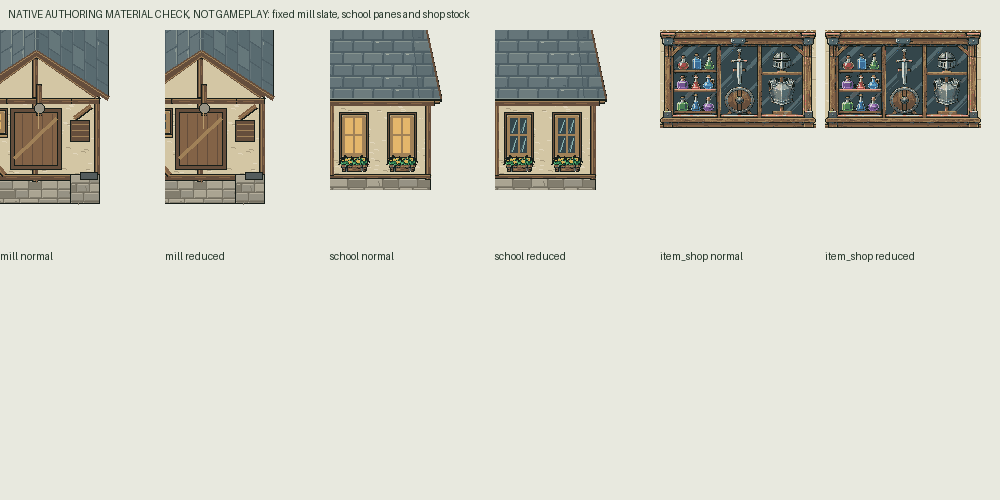 NATIVE AUTHORING MATERIAL CHECK, NOT GAMEPLAY: fixed mill slate, school panes and shop stock
mill normal
mill reduced
school normal
school reduced
item_shop normal
item_shop reduced